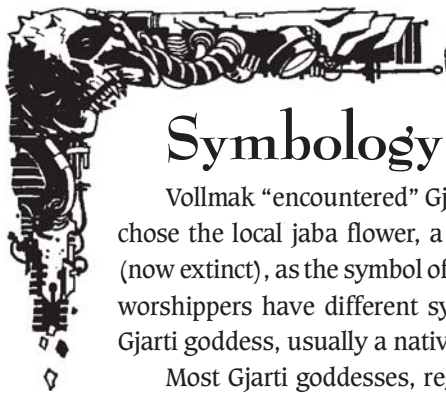 Symbology
Vollmak “encountered” Gj
chose the local jaba flower, a
(now extinct), as the symbol of
worshippers have different sy
Gjarti goddess, usually a nativ
Most Gjarti goddesses, reg